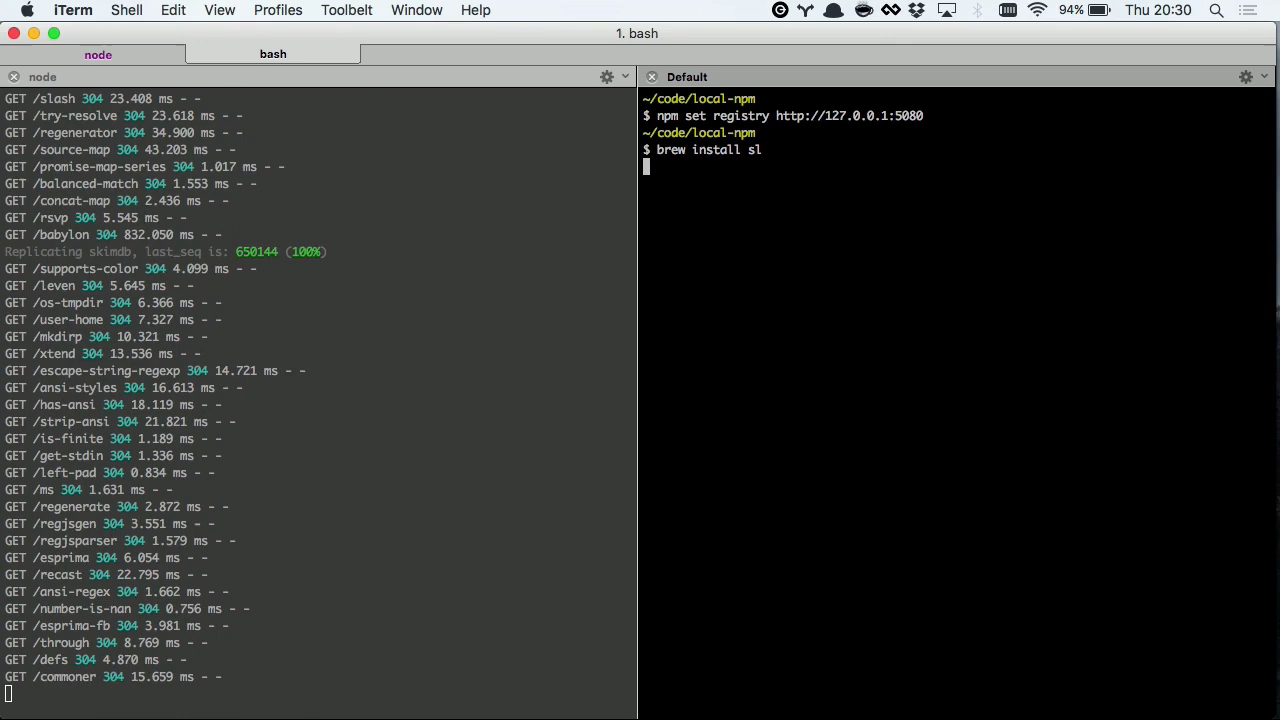 iTerm Shell Edit View Profiles Toolbelt Window Help 94% Thu 20:30
1. bash
node bash
node
GET /slash 304 23.408 ms - -
GET /try-resolve 304 23.618 ms - -
GET /regenerator 304 34.900 ms - -
GET /source-map 304 43.203 ms - -
GET /promise-map-series 304 1.017 ms - -
GET /balanced-match 304 1.553 ms - -
GET /concat-map 304 2.436 ms - -
GET /rsvp 304 5.545 ms - -
GET /babylon 304 832.050 ms - -
Replicating skimdb, last_seq is: 650144 (100%)
GET /supports-color 304 4.099 ms - -
GET /leven 304 5.645 ms - -
GET /os-tmpdir 304 6.366 ms - -
GET /user-home 304 7.327 ms - -
GET /mkdirp 304 10.321 ms - -
GET /xtend 304 13.536 ms - -
GET /escape-string-regexp 304 14.721 ms - -
GET /ansi-styles 304 16.613 ms - -
GET /has-ansi 304 18.119 ms - -
GET /strip-ansi 304 21.821 ms - -
GET /is-finite 304 1.189 ms - -
GET /get-stdin 304 1.336 ms - -
GET /left-pad 304 0.834 ms - -
GET /ms 304 1.631 ms - -
GET /regenerate 304 2.872 ms - -
GET /regjsgen 304 3.551 ms - -
GET /regjsparser 304 1.579 ms - -
GET /esprima 304 6.054 ms - -
GET /recast 304 22.795 ms - -
GET /ansi-regex 304 1.662 ms - -
GET /number-is-nan 304 0.756 ms - -
GET /esprima-fb 304 3.981 ms - -
GET /through 304 8.769 ms - -
GET /defs 304 4.870 ms - -
GET /commoner 304 15.659 ms - -
Default
~/code/local-npm
$ npm set registry http://127.0.0.1:5080
~/code/local-npm
$ brew install sl